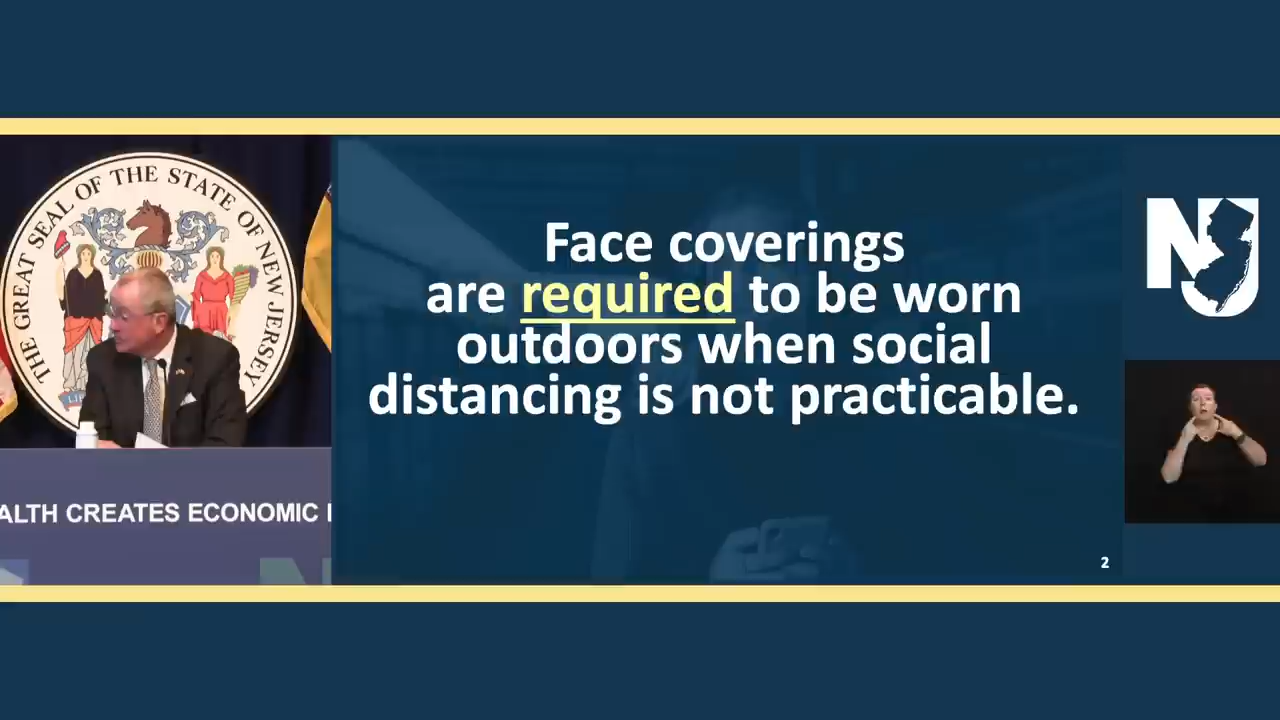 THE GREAT SEAL OF THE STATE OF NEW JERSEY
LI
ALTH CREATES ECONOMIC
Face coverings
are required to be worn
outdoors when social
distancing is not practicable.
2
NJ